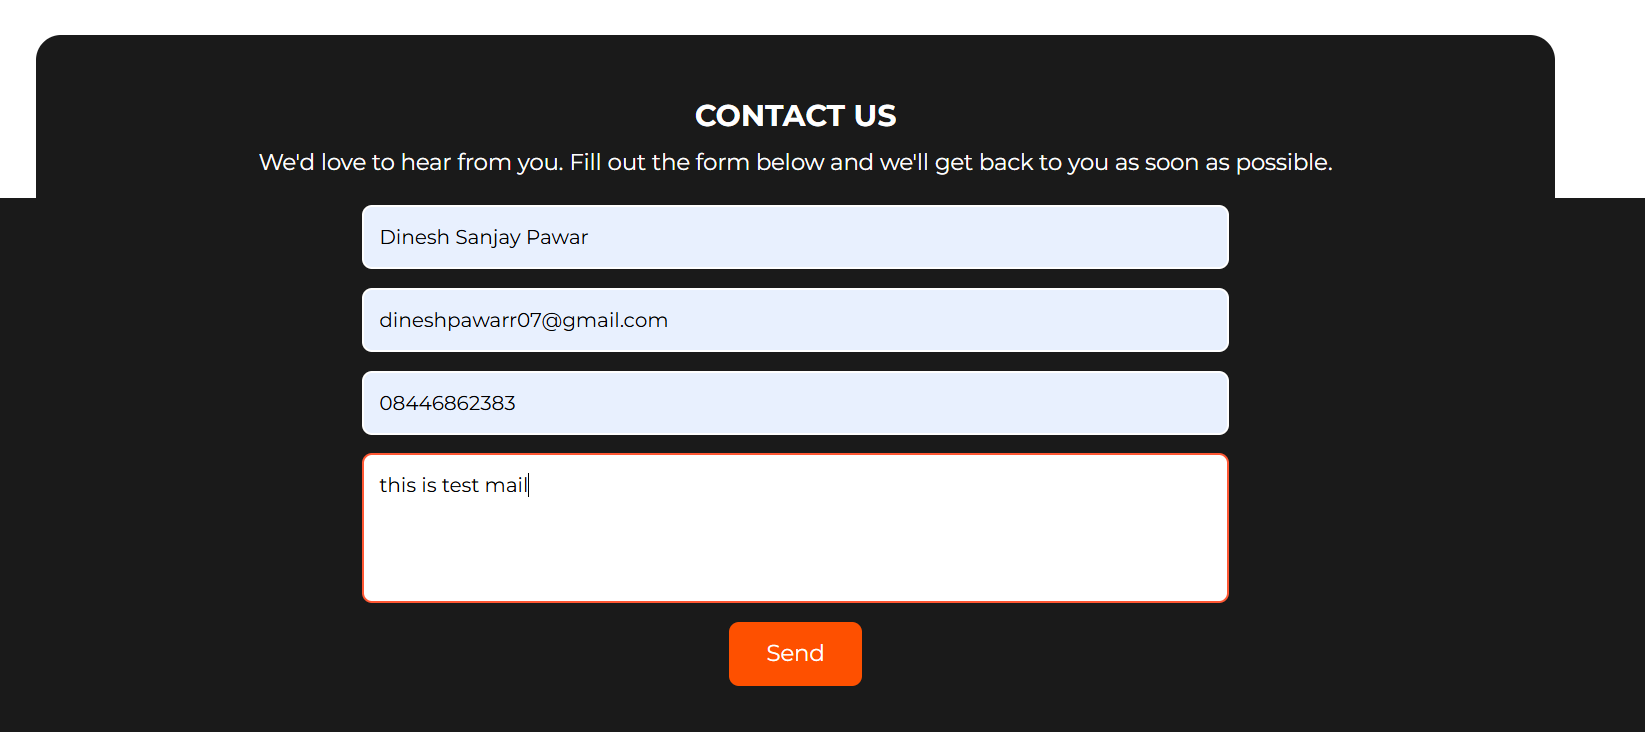 CONTACT US
We'd love to hear from you. Fill out the form below and we'll get back to you as soon as possible.
Dinesh Sanjay Pawar
dineshpawarr07@gmail.com
08446862383
this is test mail
Send